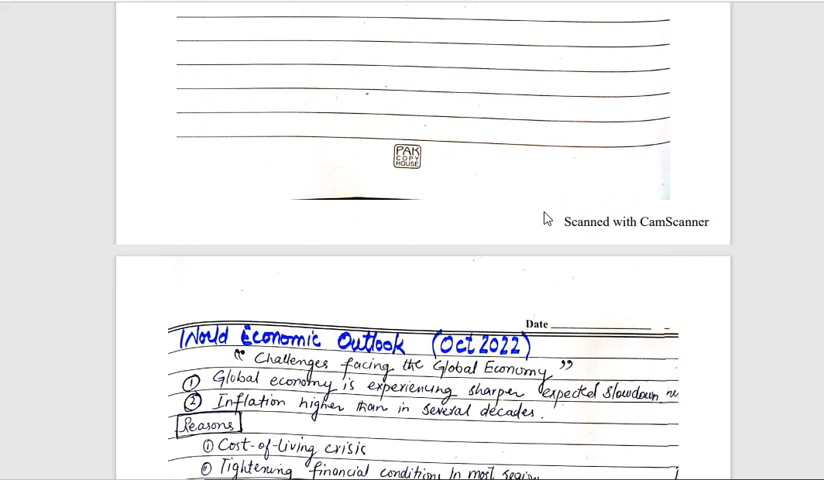 PAK
COPY
HOUSE
Scanned with CamScanner
Date
World Economic Outlook (Oct 2022)
" Challenges facing the Global Economy "
① Global economy is experiencing sharper expected slowdown
② Inflation higher than in several decades.
Reasons
① Cost-of-living crisis
② Tightening financial conditions in most